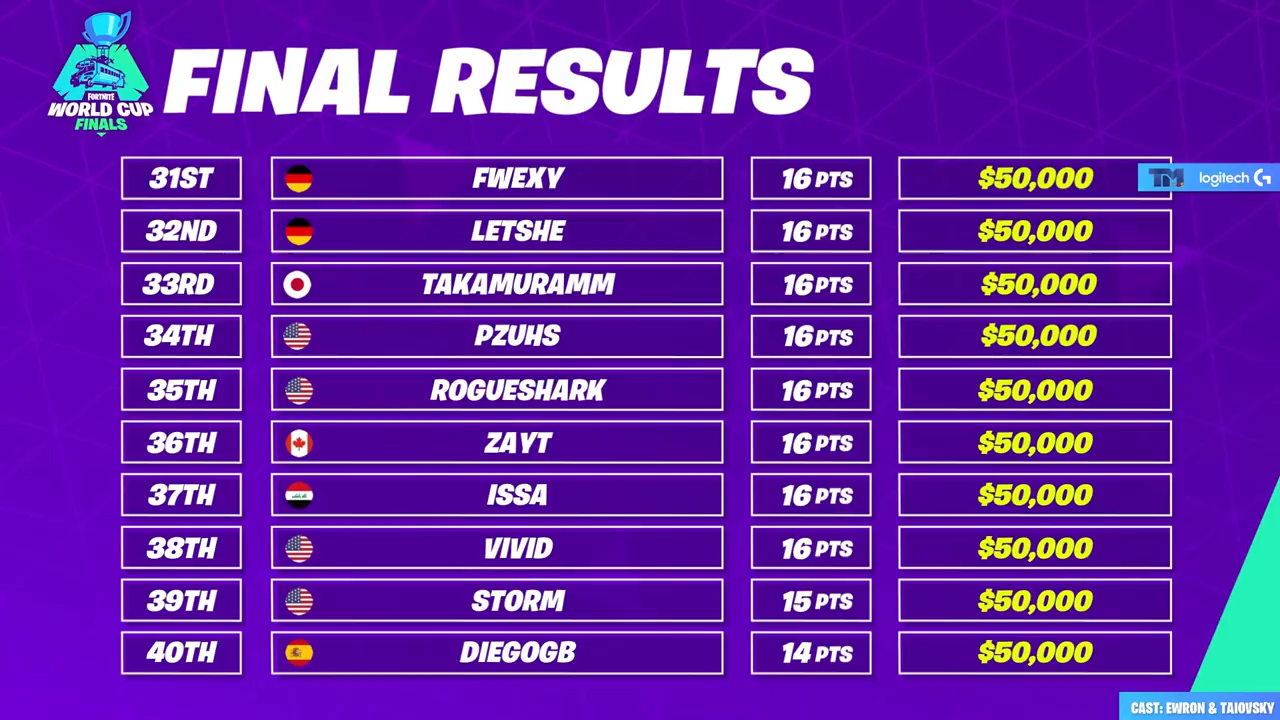 FORTNITE
WORLD CUP
FINALS
FINAL RESULTS
31ST FWEXY 16 PTS $50,000
TM logitech G
32ND LETSHE 16 PTS $50,000
33RD TAKAMURAMM 16 PTS $50,000
34TH PZUHS 16 PTS $50,000
35TH ROGUESHARK 16 PTS $50,000
36TH ZAYT 16 PTS $50,000
37TH ISSA 16 PTS $50,000
38TH VIVID 16 PTS $50,000
39TH STORM 15 PTS $50,000
40TH DIEGOGB 14 PTS $50,000
CAST: EWRON & TAIOVSKY